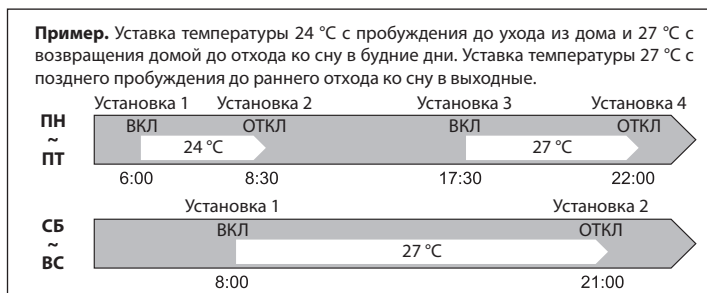 Пример. Уставка температуры 24 °C с пробуждения до ухода из дома и 27 °C с
возвращения домой до отхода ко сну в будние дни. Уставка температуры 27 °C с
позднего пробуждения до раннего отхода ко сну в выходные.
Установка 1 Установка 2 Установка 3 Установка 4
ПН
~
ПТ
ВКЛ ОТКЛ ВКЛ ОТКЛ
24 °C 27 °C
6:00 8:30 17:30 22:00
Установка 1 Установка 2
СБ
~
ВС
ВКЛ ОТКЛ
27 °C
8:00 21:00